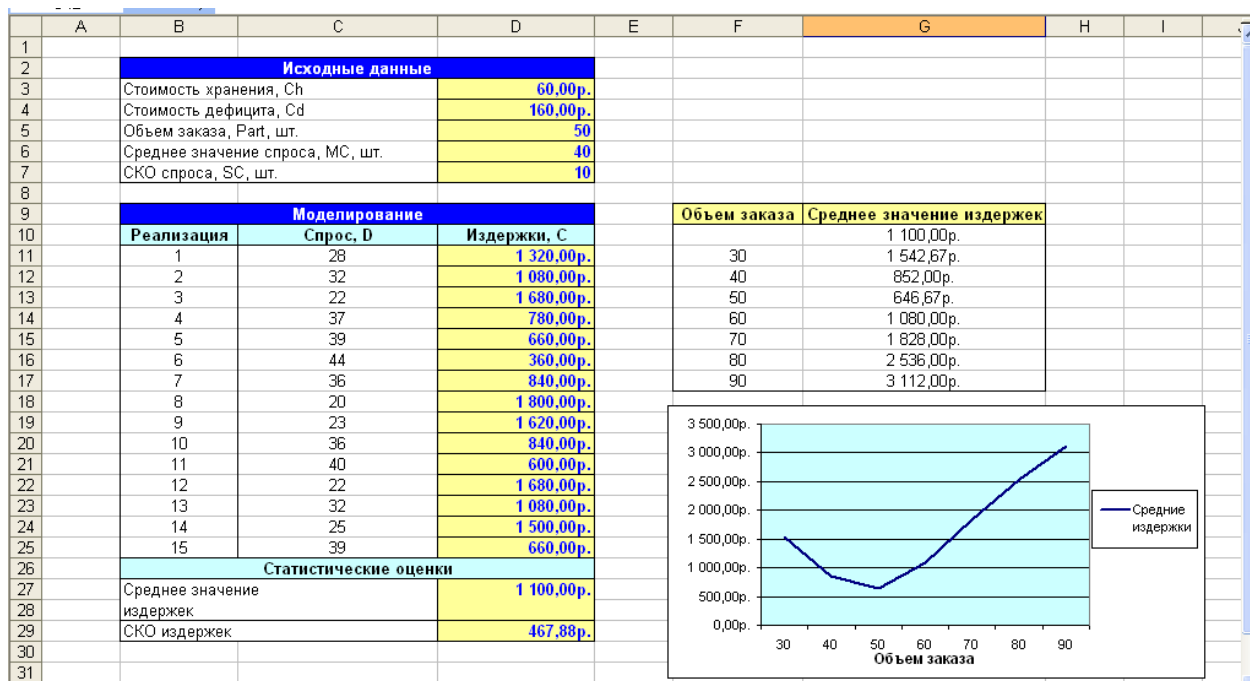 A B C D E F G H I J
1
2 Исходные данные
3 Стоимость хранения, Ch 60,00р.
4 Стоимость дефицита, Cd 160,00р.
5 Объем заказа, Part, шт. 50
6 Среднее значение спроса, MC, шт. 40
7 СКО спроса, SC, шт. 10
8
9 Моделирование Объем заказа Среднее значение издержек
10 Реализация Спрос, D Издержки, C 1 100,00р.
11 1 28 1 320,00р. 30 1 542,67р.
12 2 32 1 080,00р. 40 852,00р.
13 3 22 1 680,00р. 50 646,67р.
14 4 37 780,00р. 60 1 080,00р.
15 5 39 660,00р. 70 1 828,00р.
16 6 44 360,00р. 80 2 536,00р.
17 7 36 840,00р. 90 3 112,00р.
18 8 20 1 800,00р.
19 9 23 1 620,00р.
20 10 36 840,00р.
21 11 40 600,00р.
22 12 22 1 680,00р.
23 13 32 1 080,00р.
24 14 25 1 500,00р.
25 15 39 660,00р.
26 Статистические оценки
27 Среднее значение 1 100,00р.
28 издержек
29 СКО издержек 467,88р.
30
31
3 500,00р.
3 000,00р.
2 500,00р.
2 000,00р.
1 500,00р.
1 000,00р.
500,00р.
0,00р.
30 40 50 60 70 80 90
Объем заказа
Средние
издержки